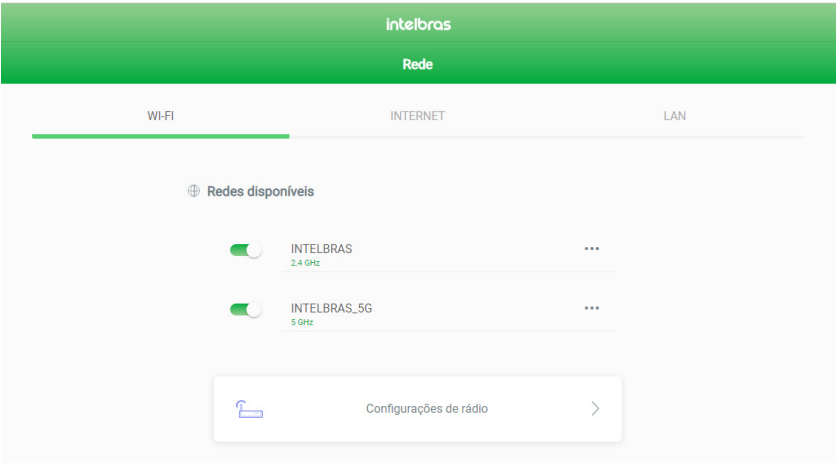 intelbras
Rede
WI-FI INTERNET LAN
Redes disponíveis
INTELBRAS
2.4 GHz
INTELBRAS_5G
5 GHz
Configurações de rádio